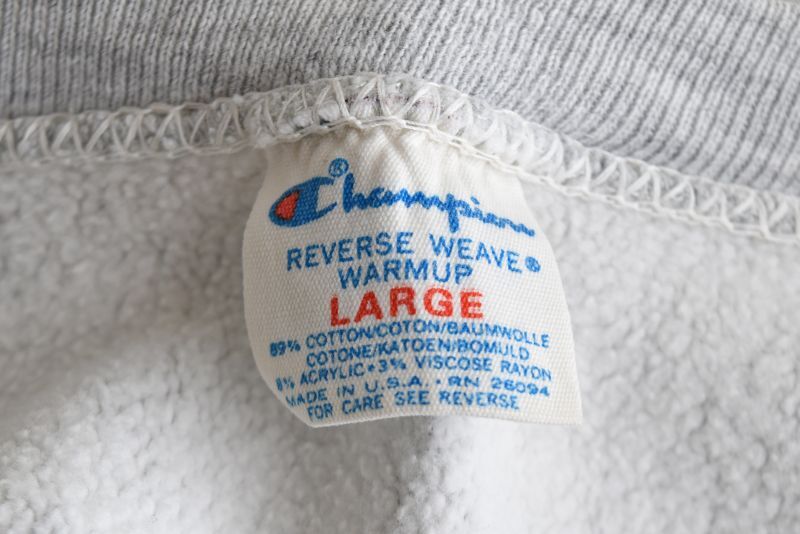 Champion®
REVERSE WEAVE®
WARMUP
LARGE
89% COTTON/COTON/BAUMWOLLE
COTONE/KATOEN/BOMULD
8% ACRYLIC • 3% VISCOSE RAYON
MADE IN U.S.A. • RN 26094
FOR CARE SEE REVERSE